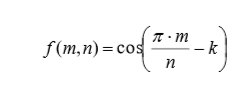 f(m,n) = cos(π·m/n − k)